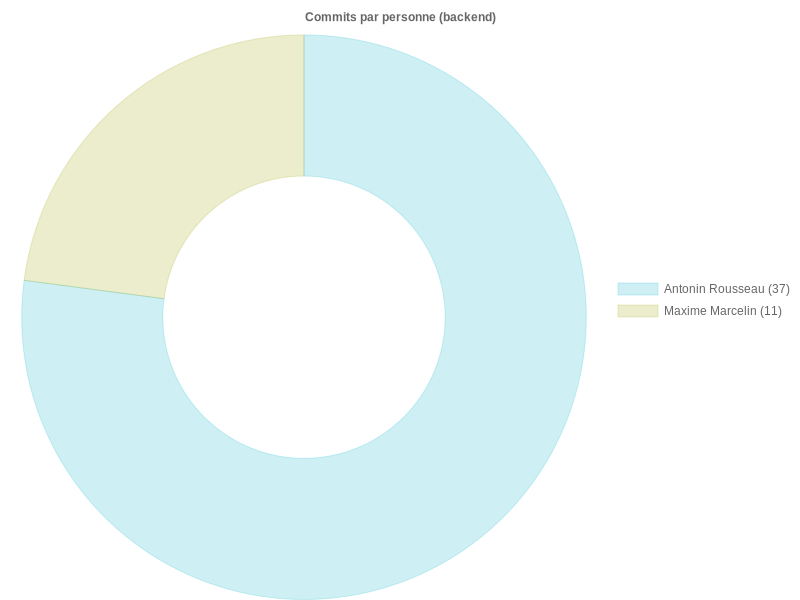 Commits par personne (backend)
Antonin Rousseau (37)
Maxime Marcelin (11)